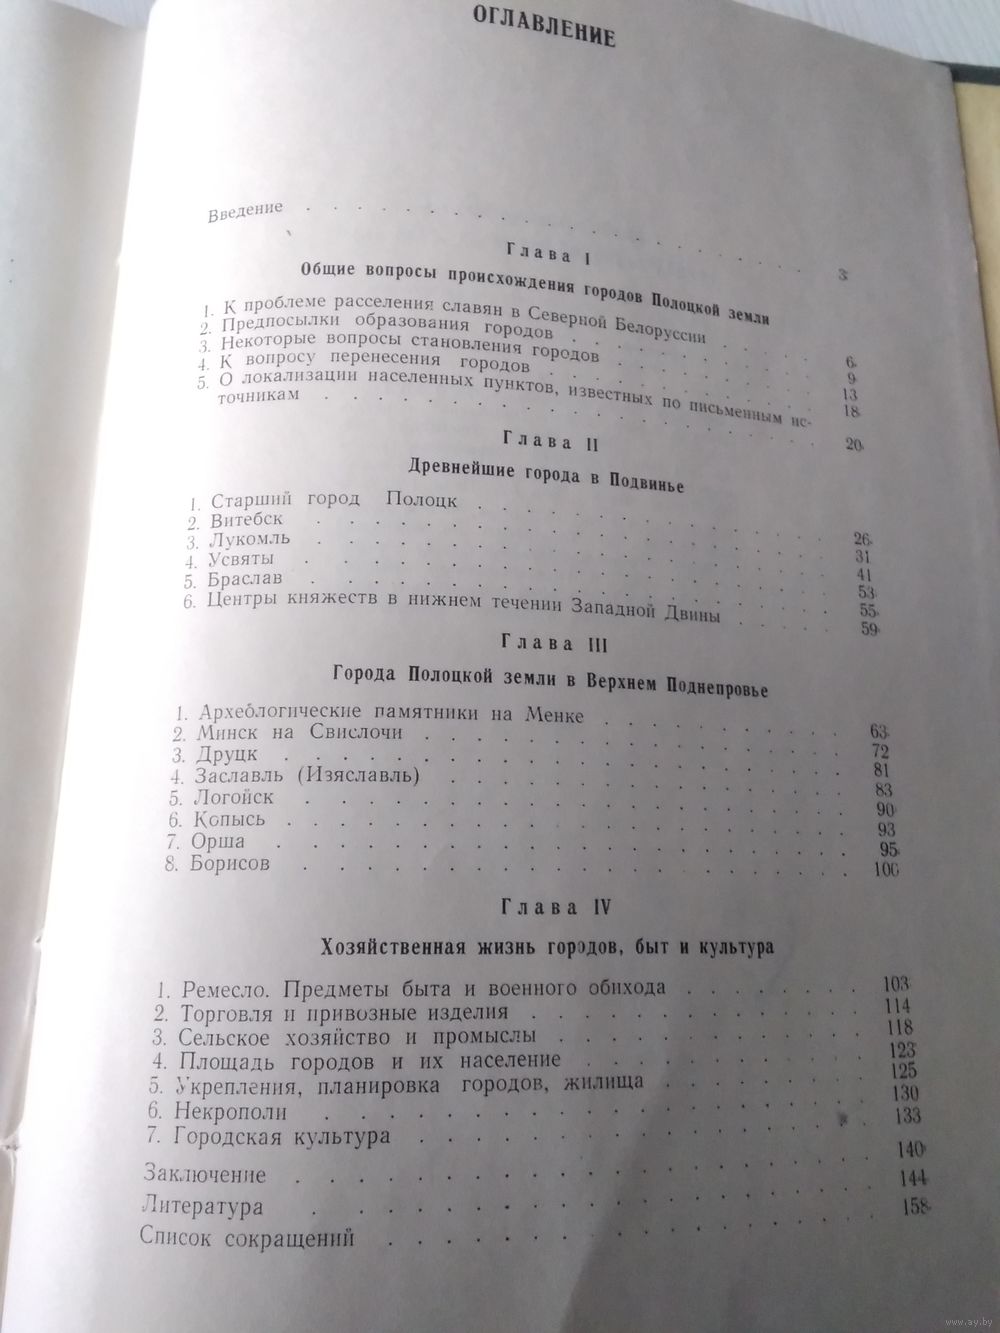 ОГЛАВЛЕНИЕ
Введение . . . . . . . . . . . . . . . . . 3
Глава I
Общие вопросы происхождения городов Полоцкой земли
1. К проблеме расселения славян в Северной Белоруссии . . . . 6
2. Предпосылки образования городов . . . . . . . . . 9
3. Некоторые вопросы становления городов . . . . . . . 13
4. К вопросу перенесения городов . . . . . . . . . . 18
5. О локализации населенных пунктов, известных по письменным ис-
точникам . . . . . . . . . . . . . . . . . 20
Глава II
Древнейшие города в Подвинье
1. Старший город Полоцк . . . . . . . . . . . . . 26
2. Витебск . . . . . . . . . . . . . . . . . . 31
3. Лукомль . . . . . . . . . . . . . . . . . . 41
4. Усвяты . . . . . . . . . . . . . . . . . . 53
5. Браслав . . . . . . . . . . . . . . . . . . 55
6. Центры княжеств в нижнем течении Западной Двины . . . . 59
Глава III
Города Полоцкой земли в Верхнем Поднепровье
1. Археологические памятники на Менке . . . . . . . . . 63
2. Минск на Свислочи . . . . . . . . . . . . . . 72
3. Друцк . . . . . . . . . . . . . . . . . . . 81
4. Заславль (Изяславль) . . . . . . . . . . . . . 83
5. Логойск . . . . . . . . . . . . . . . . . . 90
6. Копысь . . . . . . . . . . . . . . . . . . 93
7. Орша . . . . . . . . . . . . . . . . . . . 95
8. Борисов . . . . . . . . . . . . . . . . . . 100
Глава IV
Хозяйственная жизнь городов, быт и культура
1. Ремесло. Предметы быта и военного обихода . . . . . . . 103
2. Торговля и привозные изделия . . . . . . . . . . . 114
3. Сельское хозяйство и промыслы . . . . . . . . . . 118
4. Площадь городов и их население . . . . . . . . . . 123
5. Укрепления, планировка городов, жилища . . . . . . . 125
6. Некрополи . . . . . . . . . . . . . . . . . 130
7. Городская культура . . . . . . . . . . . . . . 133
Заключение . . . . . . . . . . . . . . . . . 140
Литература . . . . . . . . . . . . . . . . . 144
Список сокращений . . . . . . . . . . . . . . . 158
www.ay.by